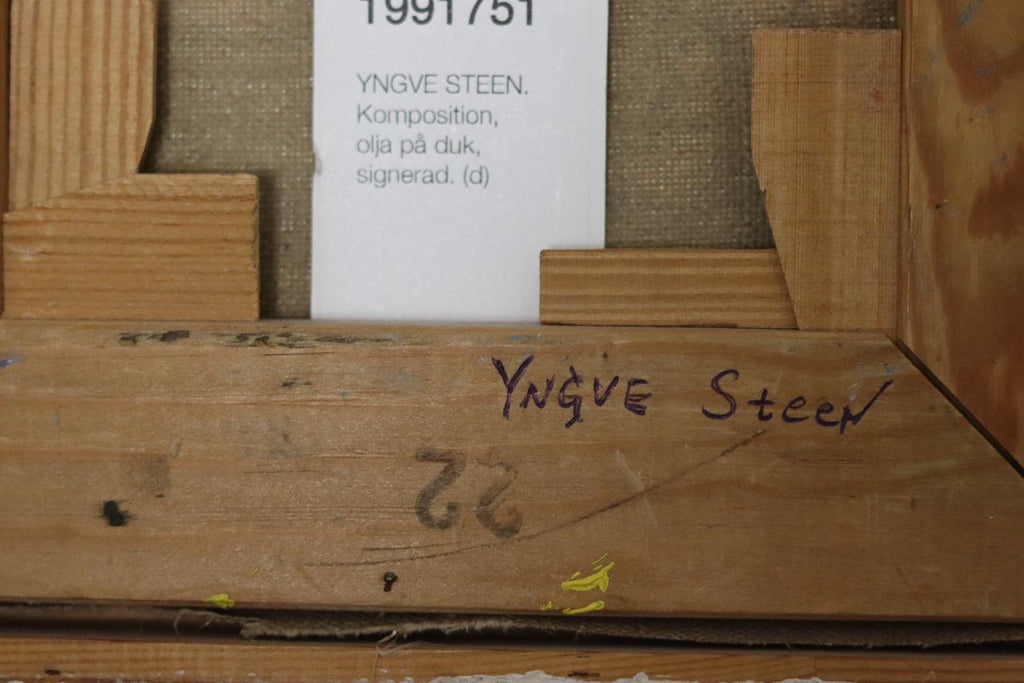 1991751
YNGVE STEEN.
Komposition,
olja på duk,
signerad. (d)
YNGVE Steen
22